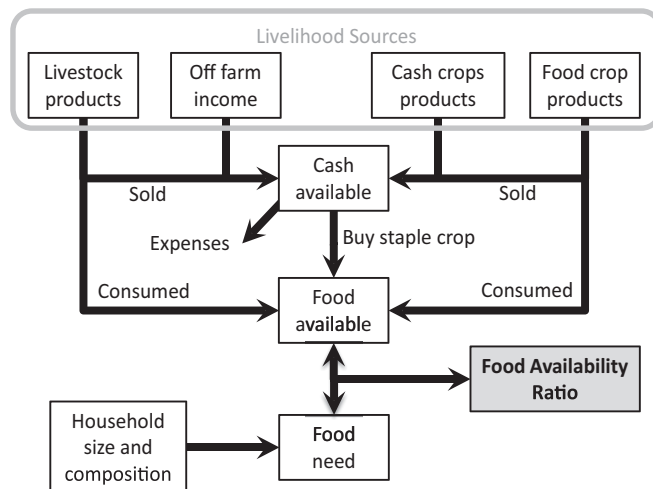 Livelihood Sources
Livestock
products
Off farm
income
Cash crops
products
Food crop
products
Cash
available
Sold
Sold
Expenses
Buy staple crop
Consumed
Consumed
Food
available
Food Availability
Ratio
Household
size and
composition
Food
need